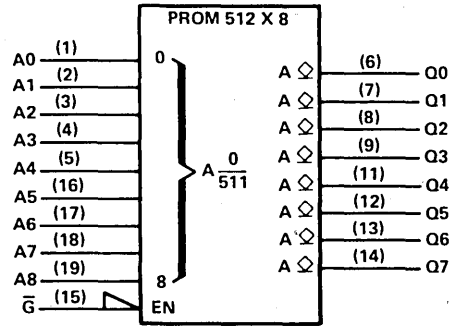 PROM 512 X 8
A0 (1) 0 A (6) Q0
A1 (2) A (7) Q1
A2 (3) A (8) Q2
A3 (4) A (9) Q3
A4 (5) A 0/511 A (11) Q4
A5 (16) A (12) Q5
A6 (17) A (13) Q6
A7 (18) A (14) Q7
A8 (19) 8
G̅ (15) EN